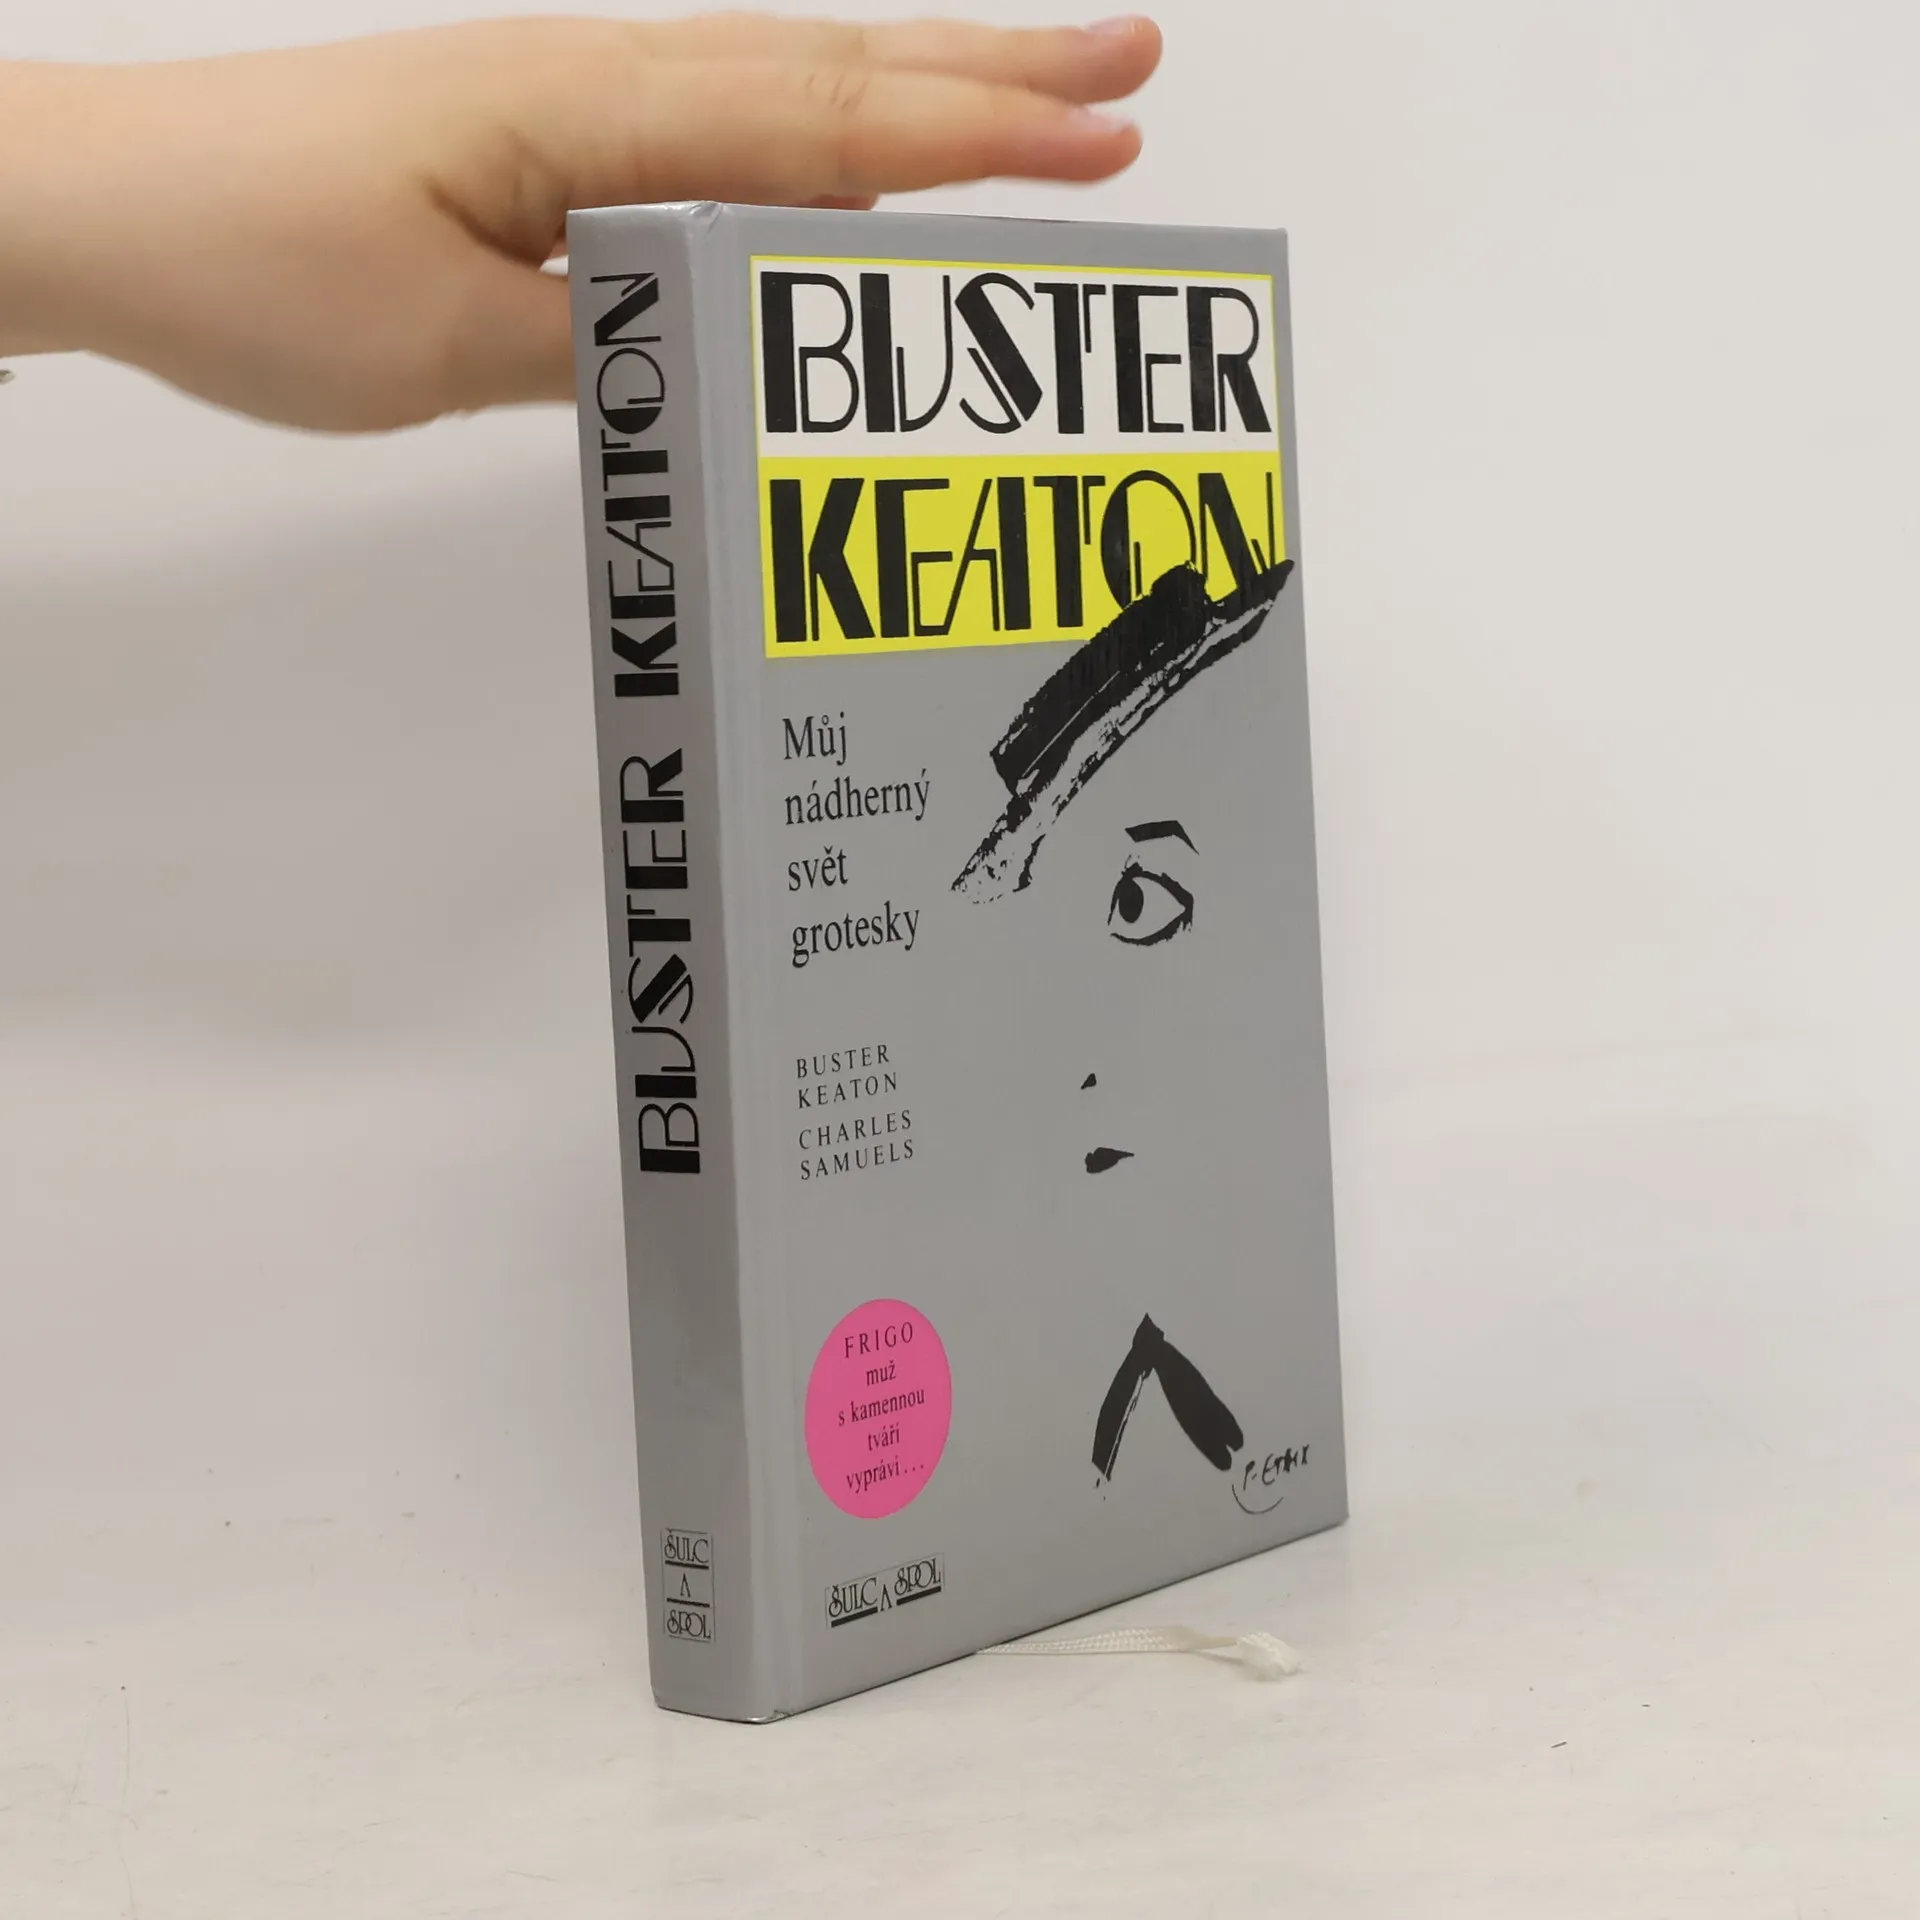 BUSTER KEATON
ŠULC
A
SPOL
BUSTER
KEATON
Můj
nádherný
svět
grotesky
BUSTER
KEATON
CHARLES
SAMUELS
FRIGO
muž
s kamennou
tváří
vypráví...
P. Etaix
ŠULC A SPOL